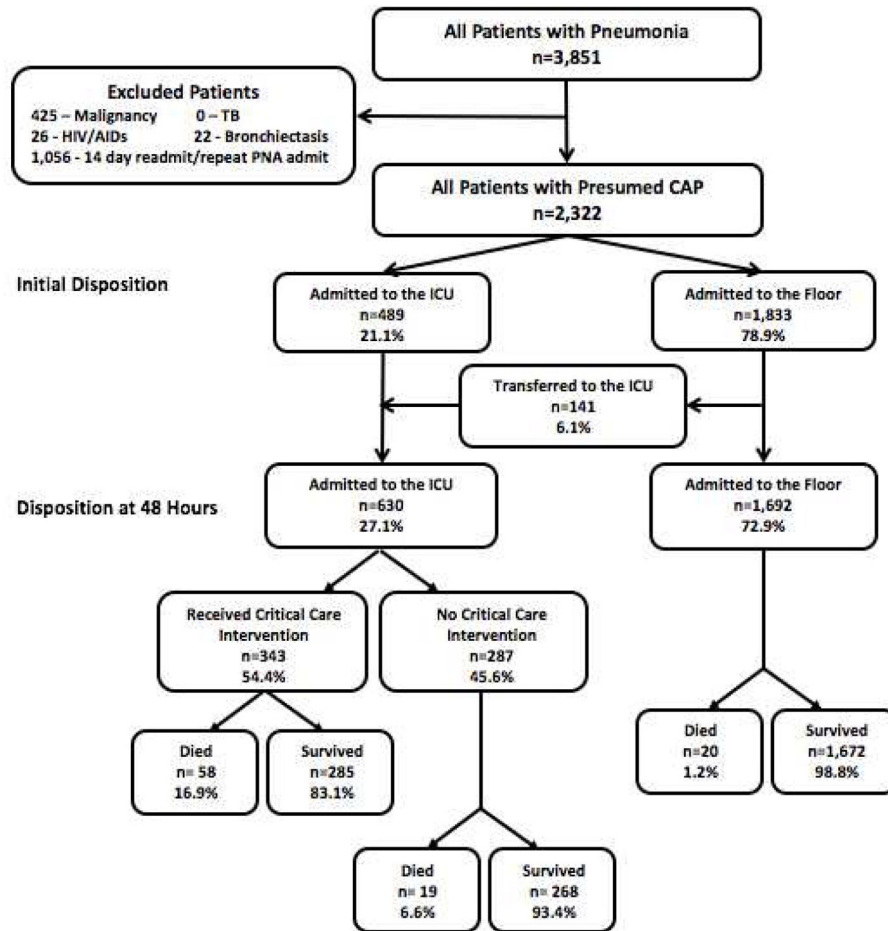 All Patients with Pneumonia
n=3,851
Excluded Patients
425 – Malignancy 0 – TB
26 - HIV/AIDs 22 - Bronchiectasis
1,056 - 14 day readmit/repeat PNA admit
All Patients with Presumed CAP
n=2,322
Initial Disposition
Admitted to the ICU
n=489
21.1%
Admitted to the Floor
n=1,833
78.9%
Transferred to the ICU
n=141
6.1%
Disposition at 48 Hours
Admitted to the ICU
n=630
27.1%
Admitted to the Floor
n=1,692
72.9%
Received Critical Care
Intervention
n=343
54.4%
No Critical Care
Intervention
n=287
45.6%
Died
n= 58
16.9%
Survived
n=285
83.1%
Died
n=20
1.2%
Survived
n=1,672
98.8%
Died
n= 19
6.6%
Survived
n= 268
93.4%